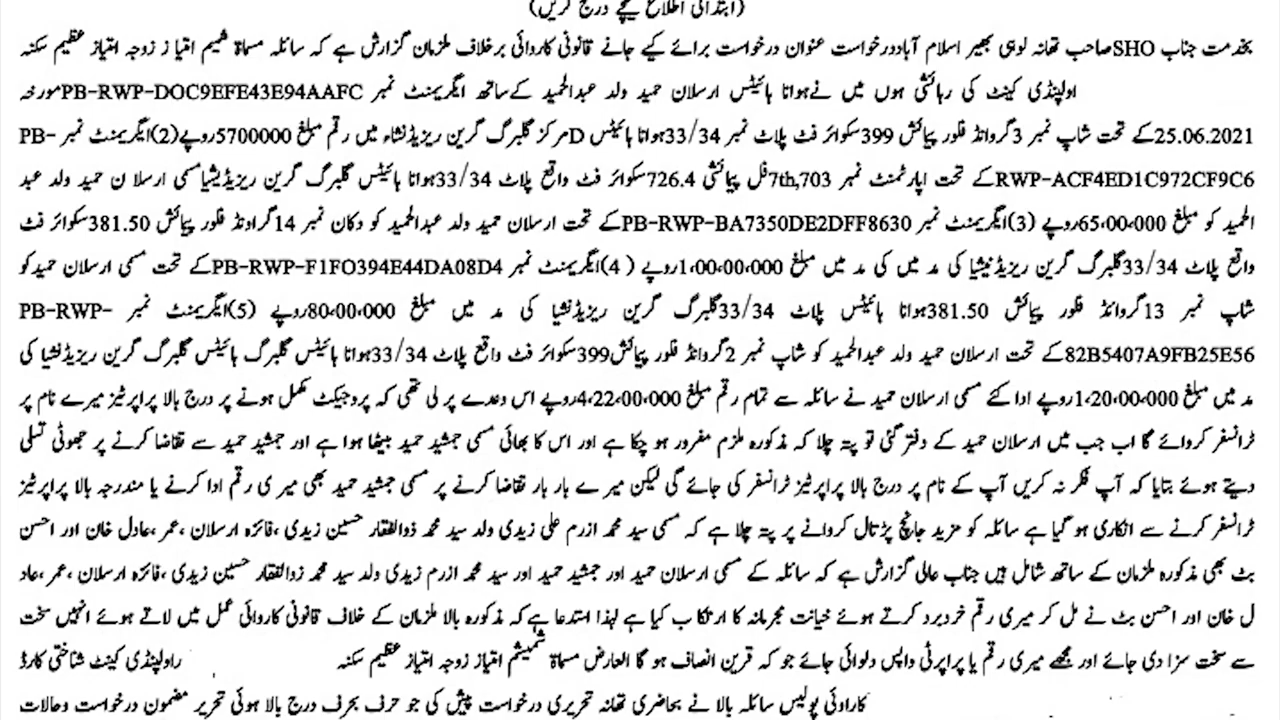 (ابتدائی اطلاع نیچے درج کریں)
بخدمت جناب SHO صاحب تھانہ لوہی بھیر اسلام آباد درخواست عنوان درخواست برائے کیے جانے قانونی کاروائی برخلاف ملزمان گزارش ہے کہ سائلہ مسماۃ شمیم امتیاز زوجہ امتیاز عظیم سکنہ
اولپنڈی کینٹ کی رہائشی ہوں میں نے ہوانا ہائیٹس ارسلان حمید ولد عبدالحمید کے ساتھ ایگریمنٹ نمبر PB-RWP-DOC9EFE43E94AAFC مورخہ
25.06.2021 کے تحت شاپ نمبر 3 گروانڈ فلور پیمائش 399 سکوائر فٹ پلاٹ نمبر 33/34 ہوانا ہائیٹس D مرکز گلبرگ گرین ریزیڈنشاء میں رقم مبلغ 5700000 روپے (2) ایگریمنٹ نمبر PB-
RWP-ACF4ED1C972CF9C6 کے تحت اپارٹمنٹ نمبر 7th,703 فل پیمائشی 726.4 سکوائر فٹ واقع پلاٹ 33/34 ہوانا ہائیٹس گلبرگ گرین ریزیڈیشیا مسمی ارسلا ن حمید ولد عبد
الحمید کو مبلغ 65،00،000 روپے (3) ایگریمنٹ نمبر PB-RWP-BA7350DE2DFF8630 کے تحت ارسلان حمید ولد عبدالحمید کو دکان نمبر 14 گراونڈ فلور پیمائش 381.50 سکوائر فٹ
واقع پلاٹ 33/34 گلبرگ گرین ریزیڈنیشیا کی مد میں کی مد میں مبلغ 1،00،00،000 روپے ( 4) ایگریمنٹ نمبر PB-RWP-F1FO394E44DA08D4 کے تحت مسمی ارسلان حمید کو
شاپ نمبر 13 گروانڈ فلور پیمائش 381.50 ہوانا ہائیٹس پلاٹ 33/34 گلبرگ گرین ریزیڈنشیا کی مد میں مبلغ 80،00،000 روپے (5) ایگریمنٹ نمبر PB-RWP-
82B5407A9FB25E56 کے تحت ارسلان حمید ولد عبدالحمید کو شاپ نمبر 2 گروانڈ فلور پیمائش 399 سکوائر فٹ واقع پلاٹ 33/34 ہوانا ہائیٹس گلبرگ ہائیٹس گلبرگ گرین ریزیڈنشیا کی
مد میں مبلغ 1،20،00،000 روپے ادا کئے مسمی ارسلان حمید نے سائلہ سے تمام رقم مبلغ 4،22،00،000 روپے اس وعدے پر لی تھی کہ پروجیکٹ مکمل ہونے پر درج بالا پراپرٹیز میرے نام پر
ٹرانسفر کروائے گا اب جب میں ارسلان حمید کے دفتر گئی تو پتہ چلا کہ مذکورہ ملزم مفرور ہو چکا ہے اور اس کا بھائی مسمی جمشید حمید بیٹھا ہوا ہے اور جمشید حمید سے تقاضا کرنے پر جھوٹی تسلی
دیتے ہوئے بتایا کہ آپ فکر نہ کریں آپ کے نام پر درج بالا پراپرٹیز ٹرانسفر کی جائے گی لیکن میر ے بار بار تقاضا کرنے پر مسمی جمشید حمید بھی میر ی رقم ادا کرنے یا مندرجہ بالا پراپرٹیز
ٹرانسفر کرنے سے انکاری ہو گیا ہے سائلہ کو مزید جانچ پڑتال کروانے پر پتہ چلا ہے کہ مسمی سید محمد ازرم علی زیدی ولد سید محمد ذوالفقار حسین زیدی ،فائزہ ارسلان ،عمر ،عادل خان اور احسن
بٹ بھی مذکورہ ملزمان کے ساتھ شامل ہیں جناب عالی گزارش ہے کہ سائلہ کے مسمی ارسلان حمید اور جمشید حمید اور سید محمد ازرم زیدی ولد سید محمد زوالفقار حسین زیدی ،فائزہ ارسلان ،عمر ،عاد
ل خان اور احسن بٹ نے مل کر میری رقم خردبرد کرتے ہوئے خیانت مجرمانہ کا ارتکا ب کیا ہے لہذا استدعا ہے کہ مذکورہ بالا ملزمان کے خلاف قانونی کاروائی عمل میں لاتے ہوئے انہیں سخت
سے سخت سزا دی جائے اور مجھے میری رقم یا پراپرٹی واپس دلوائی جائے جو کہ قرین انصاف ہو گا العارض مسماۃ امتیاز زوجہ امتیاز عظیم سکنہ راولپنڈی کینٹ شناختی کارڈ
کاراوئی پولیس سائلہ بالا نے بحاضری تھانہ تحریری درخواست پیش کی جو حرف بحرف درج بالا ہوئی تحریر مضمون درخواست وحالات